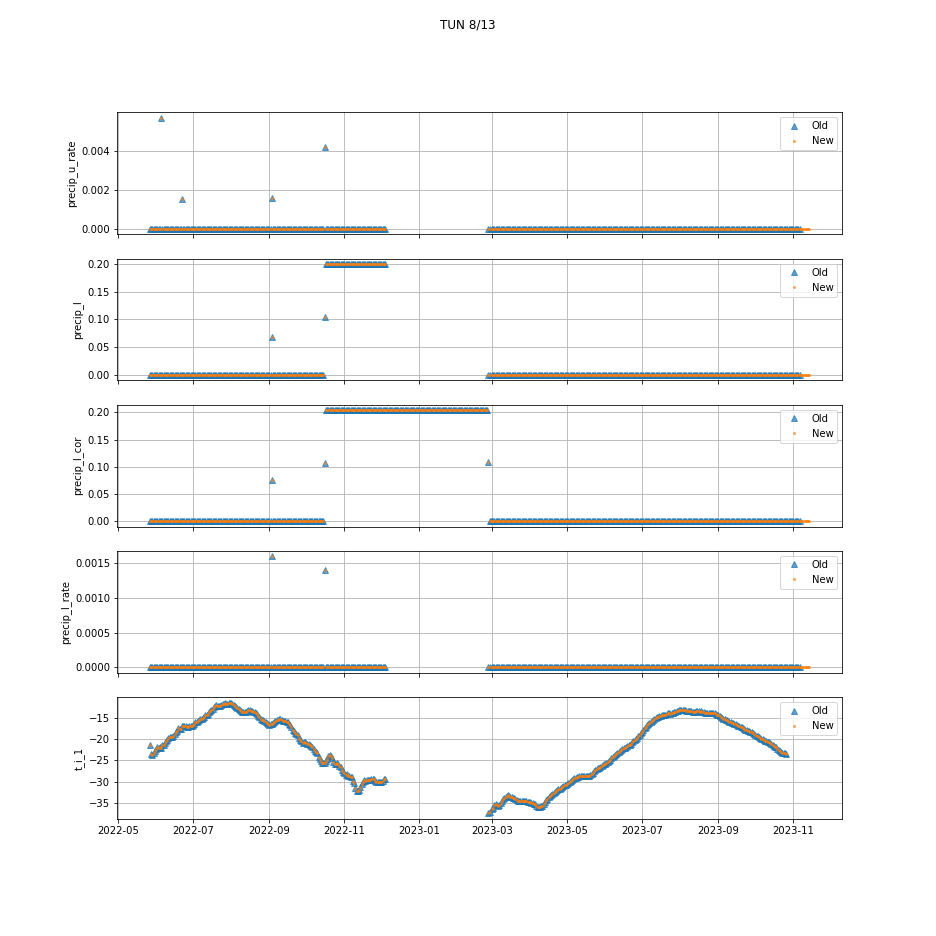 TUN 8/13
precip_u_rate
0.004
0.002
0.000
Old
New
precip_l
0.20
0.15
0.10
0.05
0.00
Old
New
precip_l_cor
0.20
0.15
0.10
0.05
0.00
Old
New
precip_l_rate
0.0015
0.0010
0.0005
0.0000
Old
New
t_i_1
−15
−20
−25
−30
−35
Old
New
2022-05 2022-07 2022-09 2022-11 2023-01 2023-03 2023-05 2023-07 2023-09 2023-11